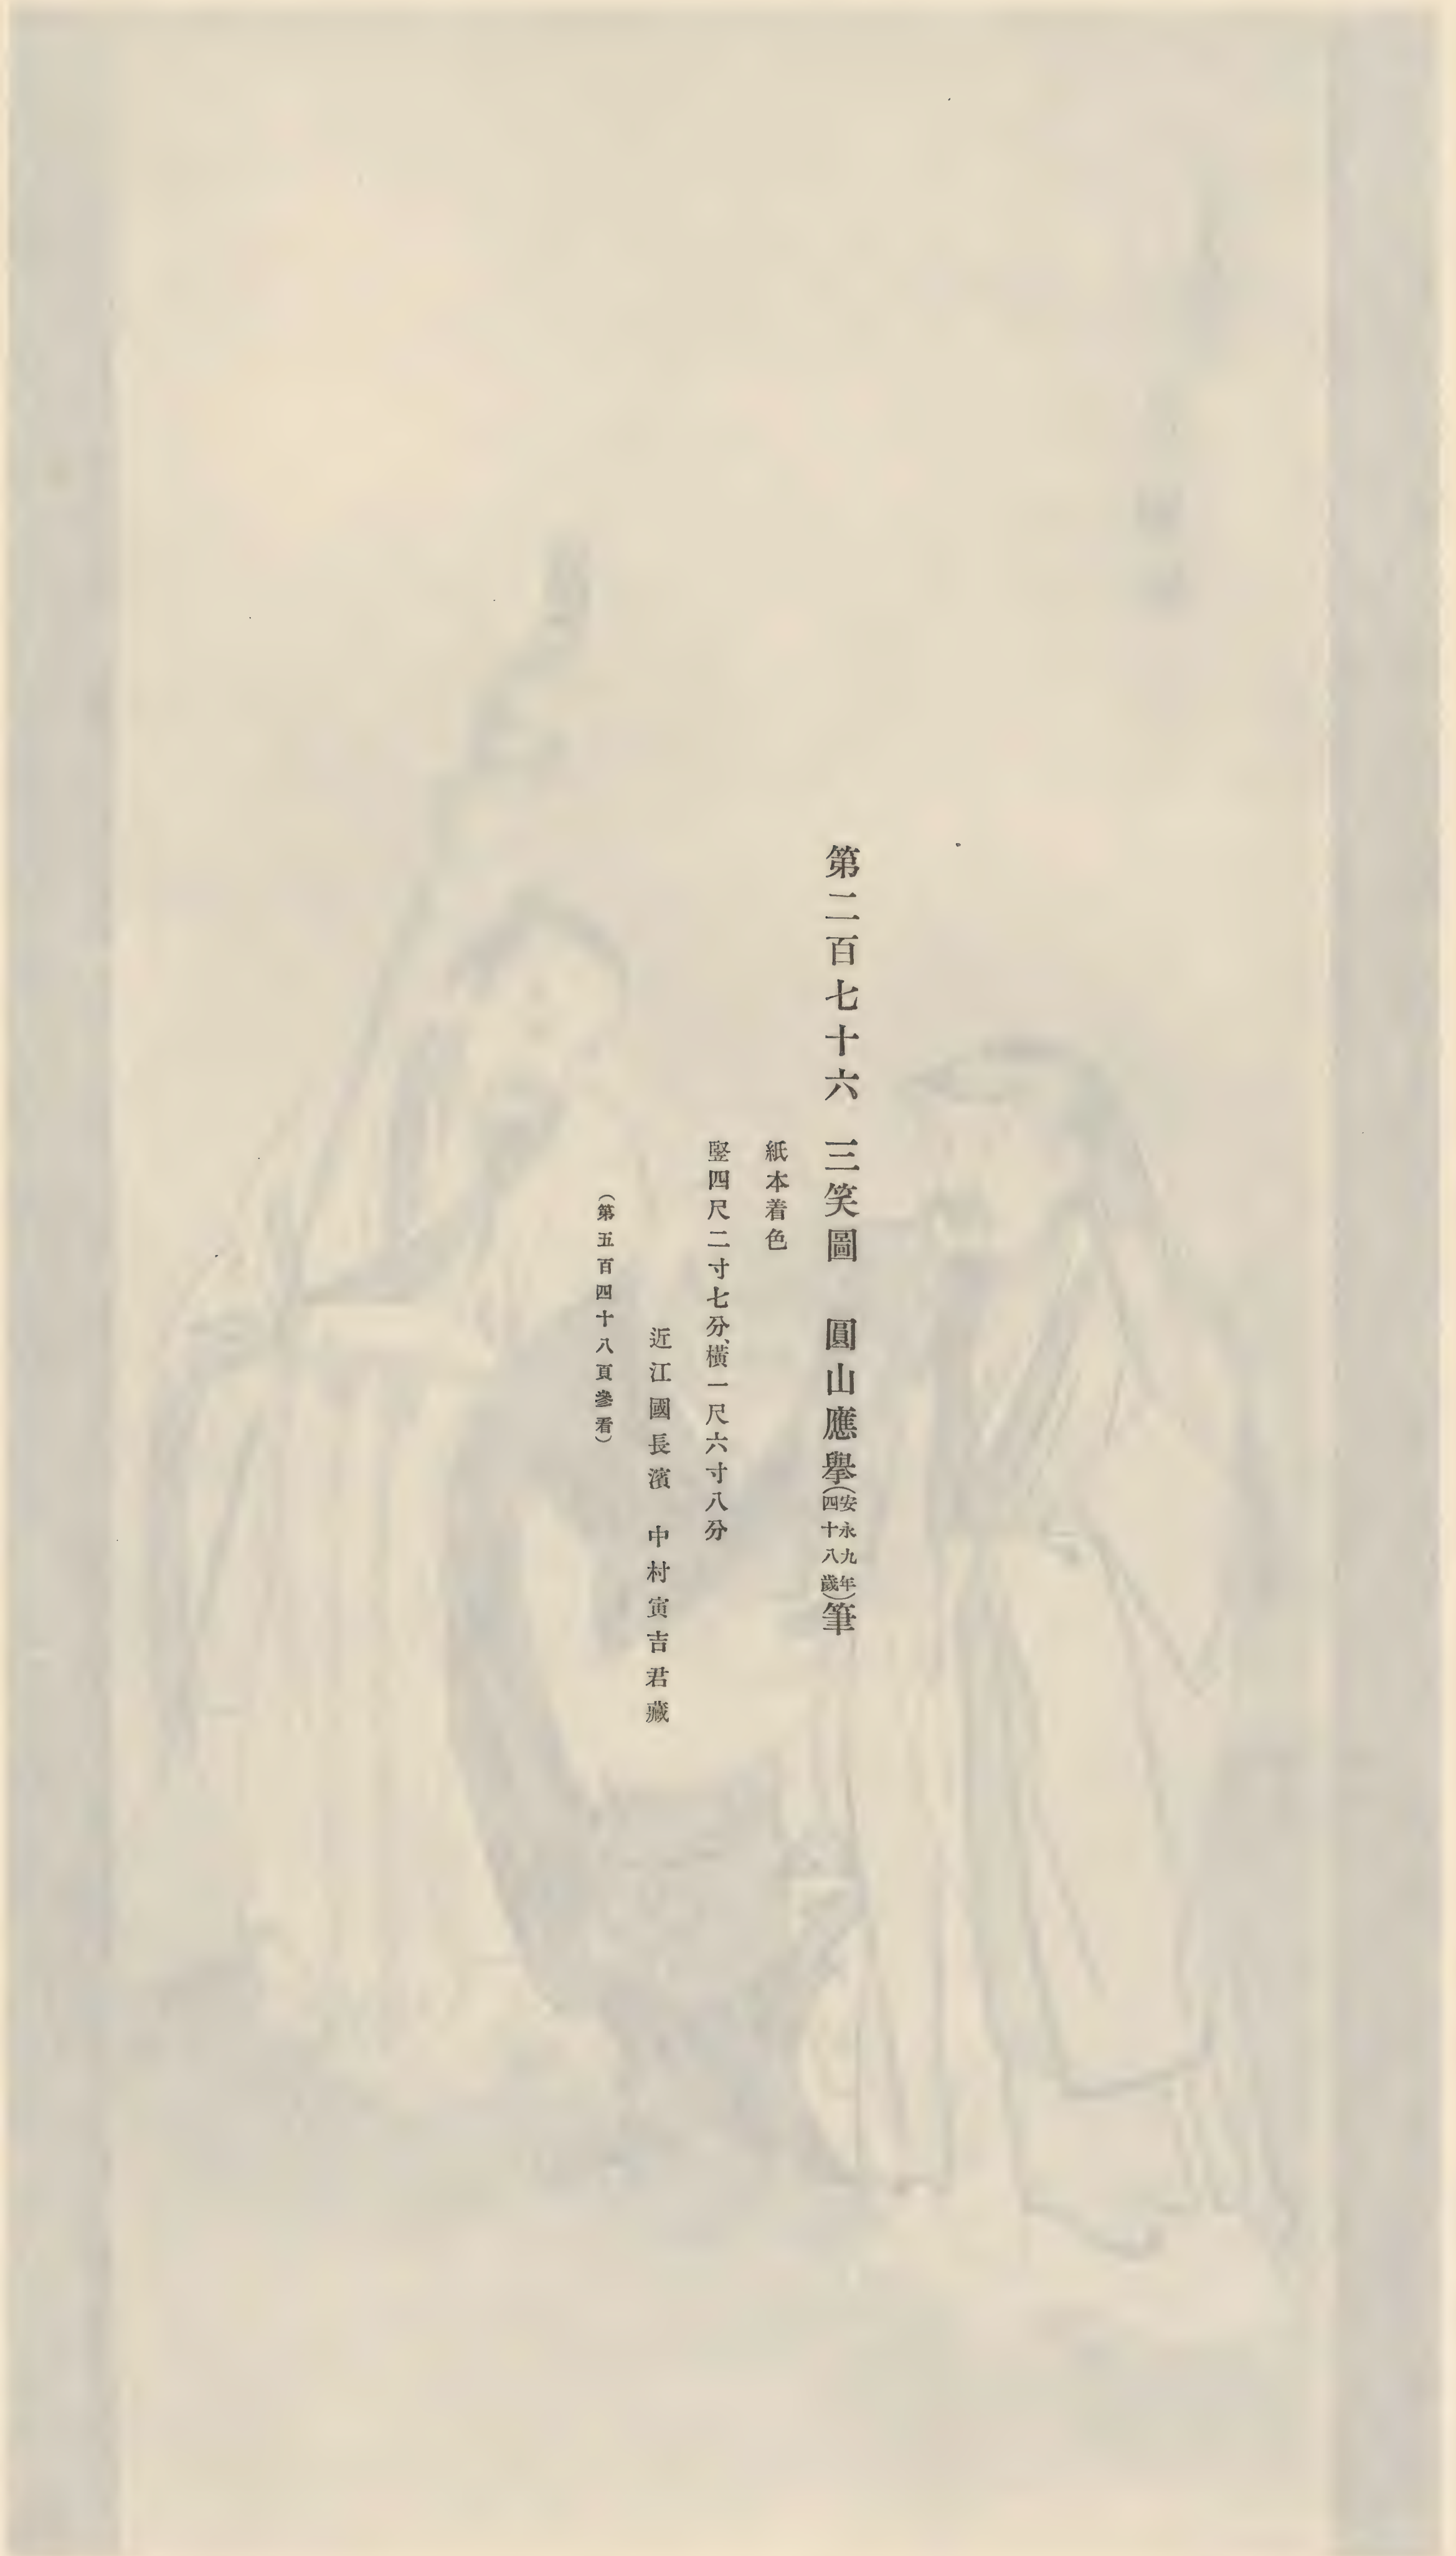 第二百七十六 三笑圖 圓山應擧(安永九年四十八歲)筆
紙本着色
竪四尺二寸七分、橫一尺六寸八分
近江國長濱 中村寅吉君藏
(第五百四十八頁參看)